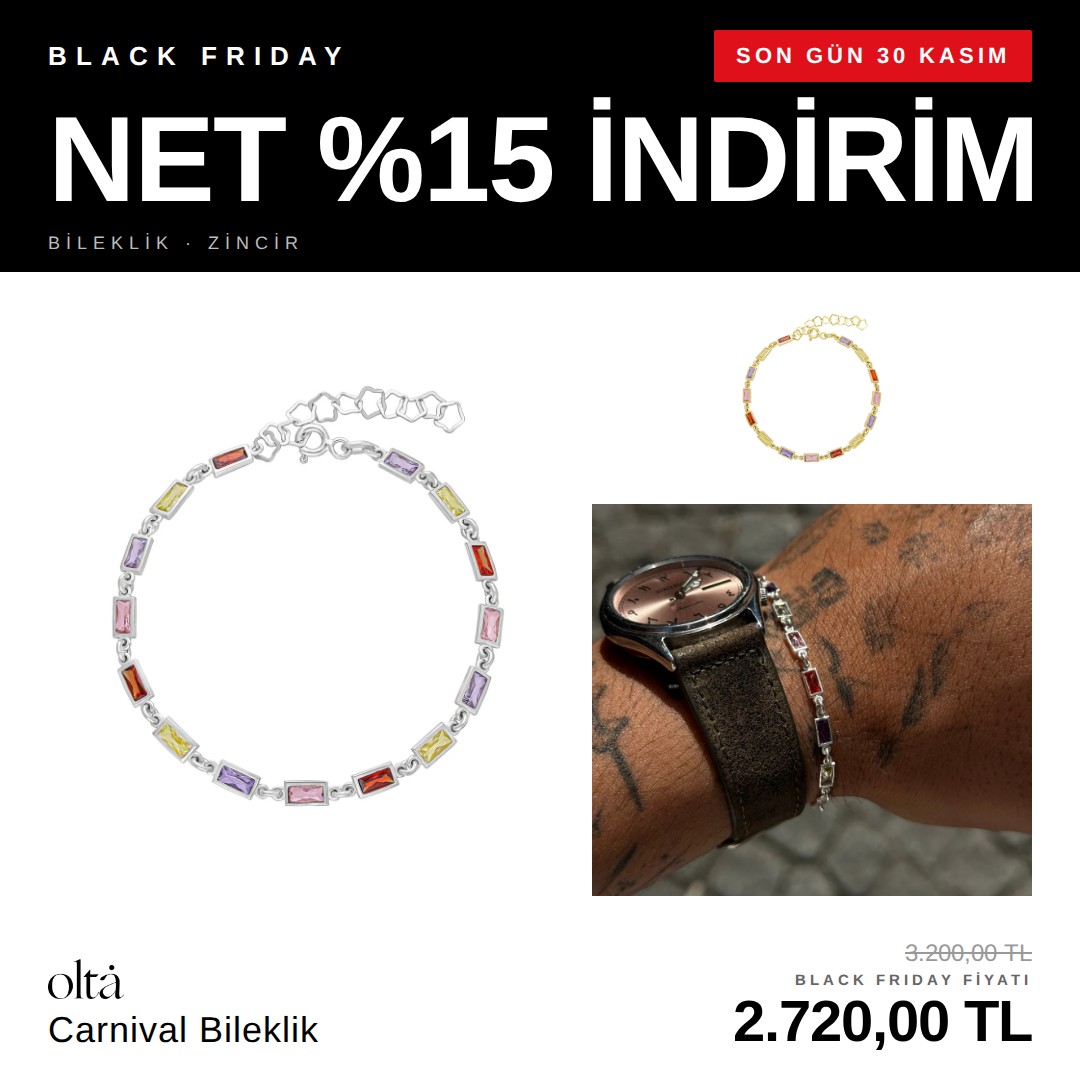 BLACK FRIDAY
SON GÜN 30 KASIM
NET %15 İNDİRİM
BİLEKLİK · ZİNCİR
3.200,00 TL
BLACK FRIDAY FİYATI
2.720,00 TL
olta
Carnival Bileklik